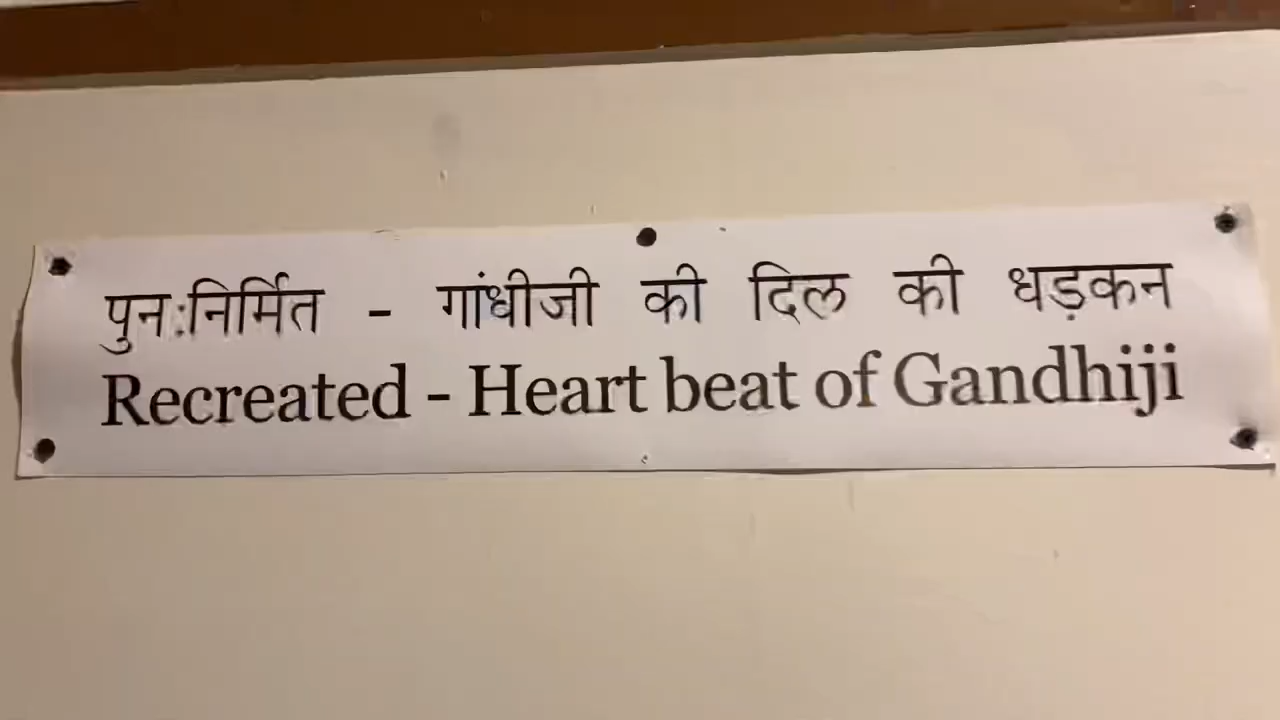 पुन:निर्मित - गांधीजी की दिल की धड़कन
Recreated - Heart beat of Gandhiji